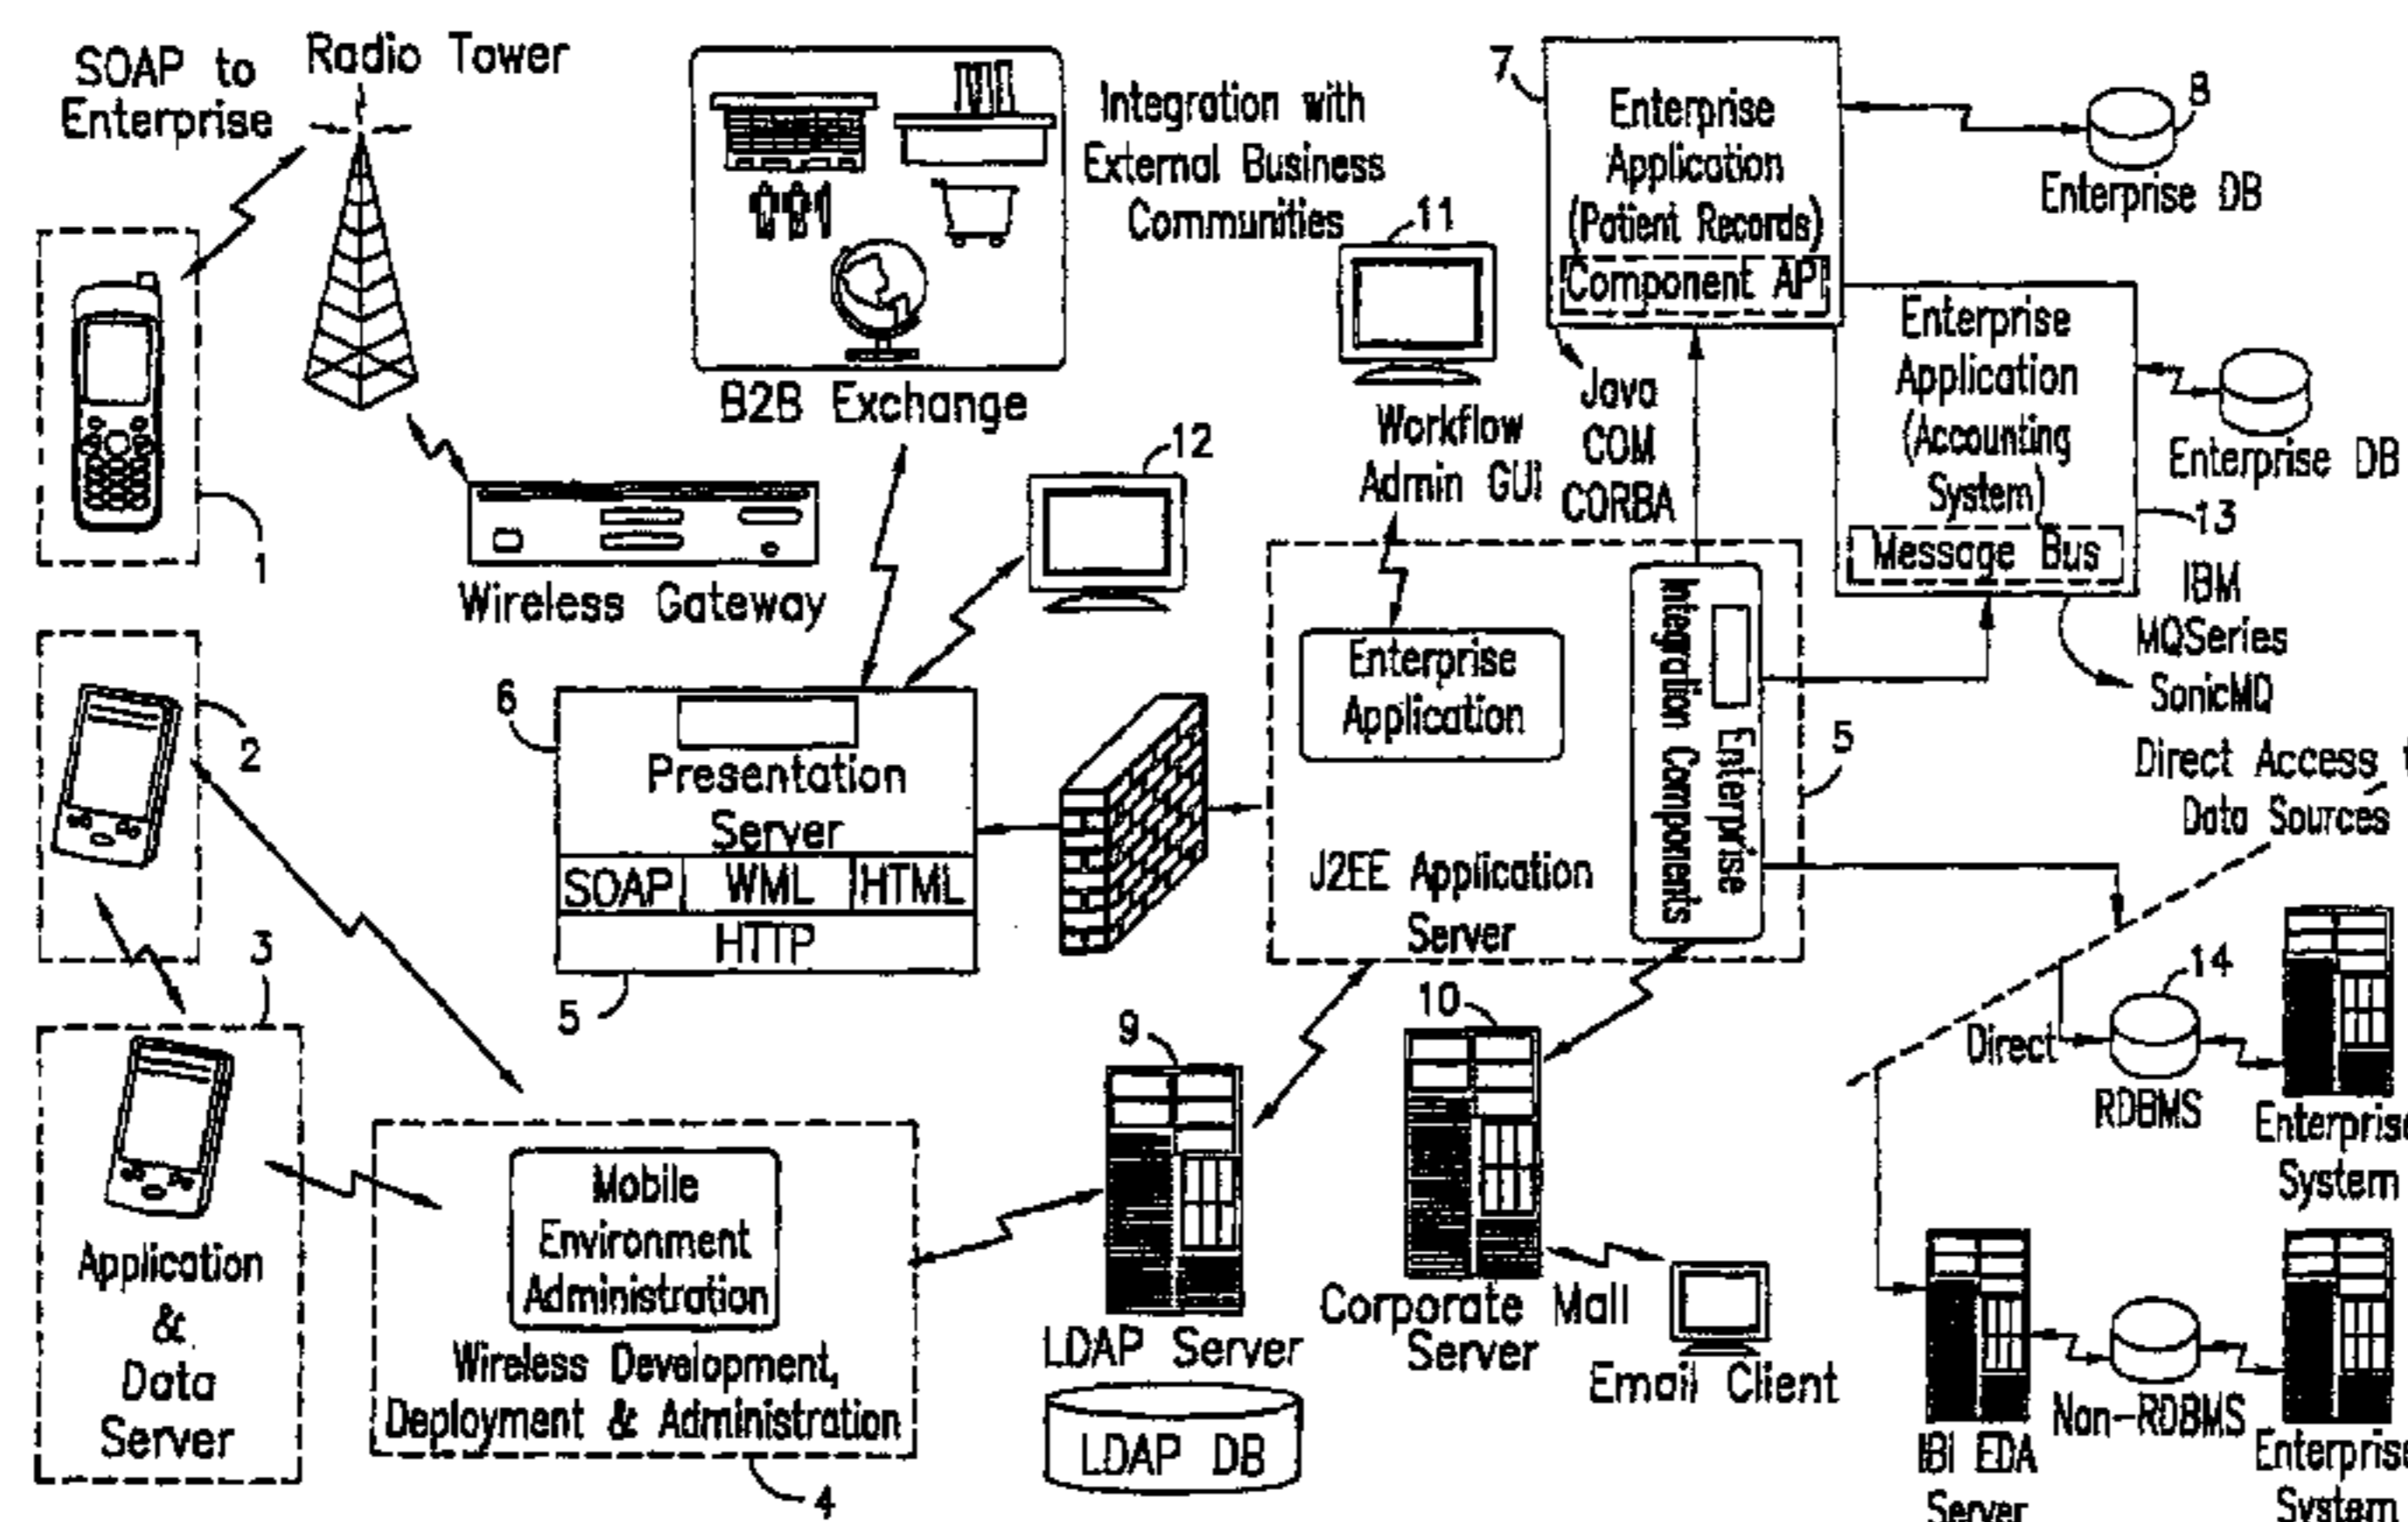 SOAP to
Enterprise
Radio Tower
1
2
3
Application
&
Data
Server
Wireless Gateway
B2B Exchange
Integration with
External Business
Communities
11
Workflow
Admin GUI
12
6
Presentation
Server
SOAP WML HTML
HTTP
5
Mobile
Environment
Administration
Wireless Development,
Deployment & Administration
4
7
Enterprise
Application
(Patient Records)
Component AP
8
Enterprise DB
Java
COM
CORBA
Enterprise
Application
(Accounting
System)
Message Bus
Enterprise DB
13
IBM
MQSeries
SonicMQ
Enterprise
Application
Enterprise
Integration Components
J2EE Application
Server
5
9
LDAP Server
LDAP DB
10
Corporate Mall
Server
Email Client
Direct Access
Data Sources
Direct
14
RDBMS
Enterprise
System
IBI EDA
Server
Non-RDBMS
Enterprise
System